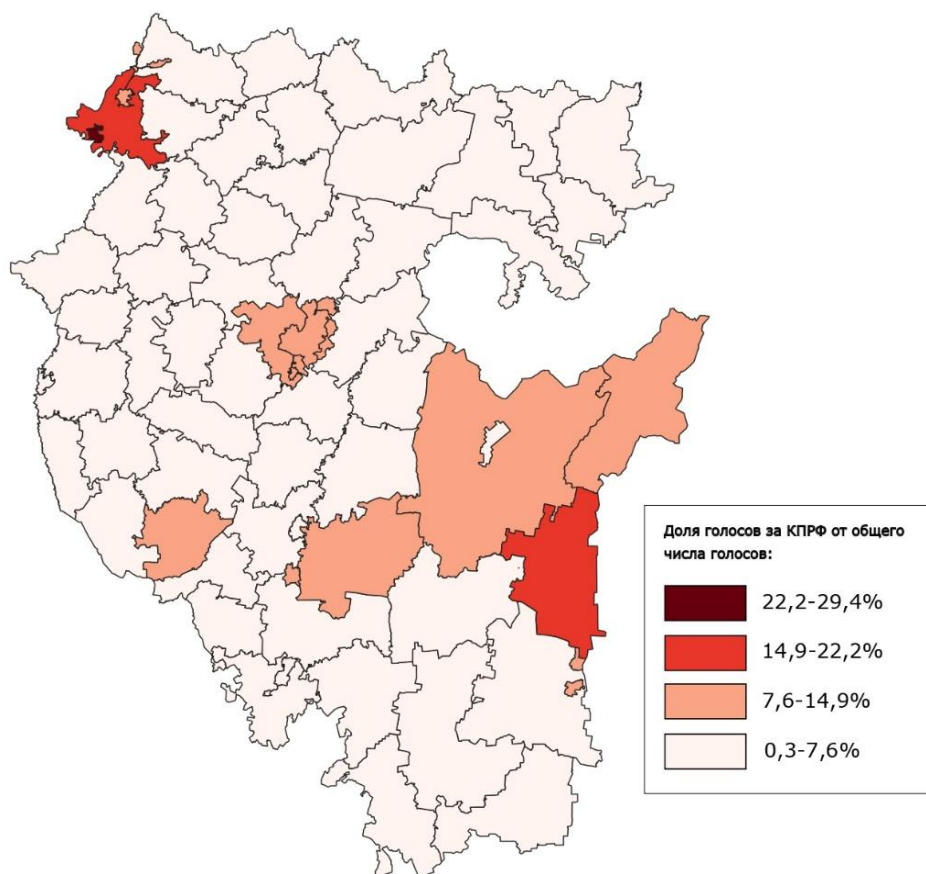 Доля голосов за КПРФ от общего
числа голосов:
22,2-29,4%
14,9-22,2%
7,6-14,9%
0,3-7,6%